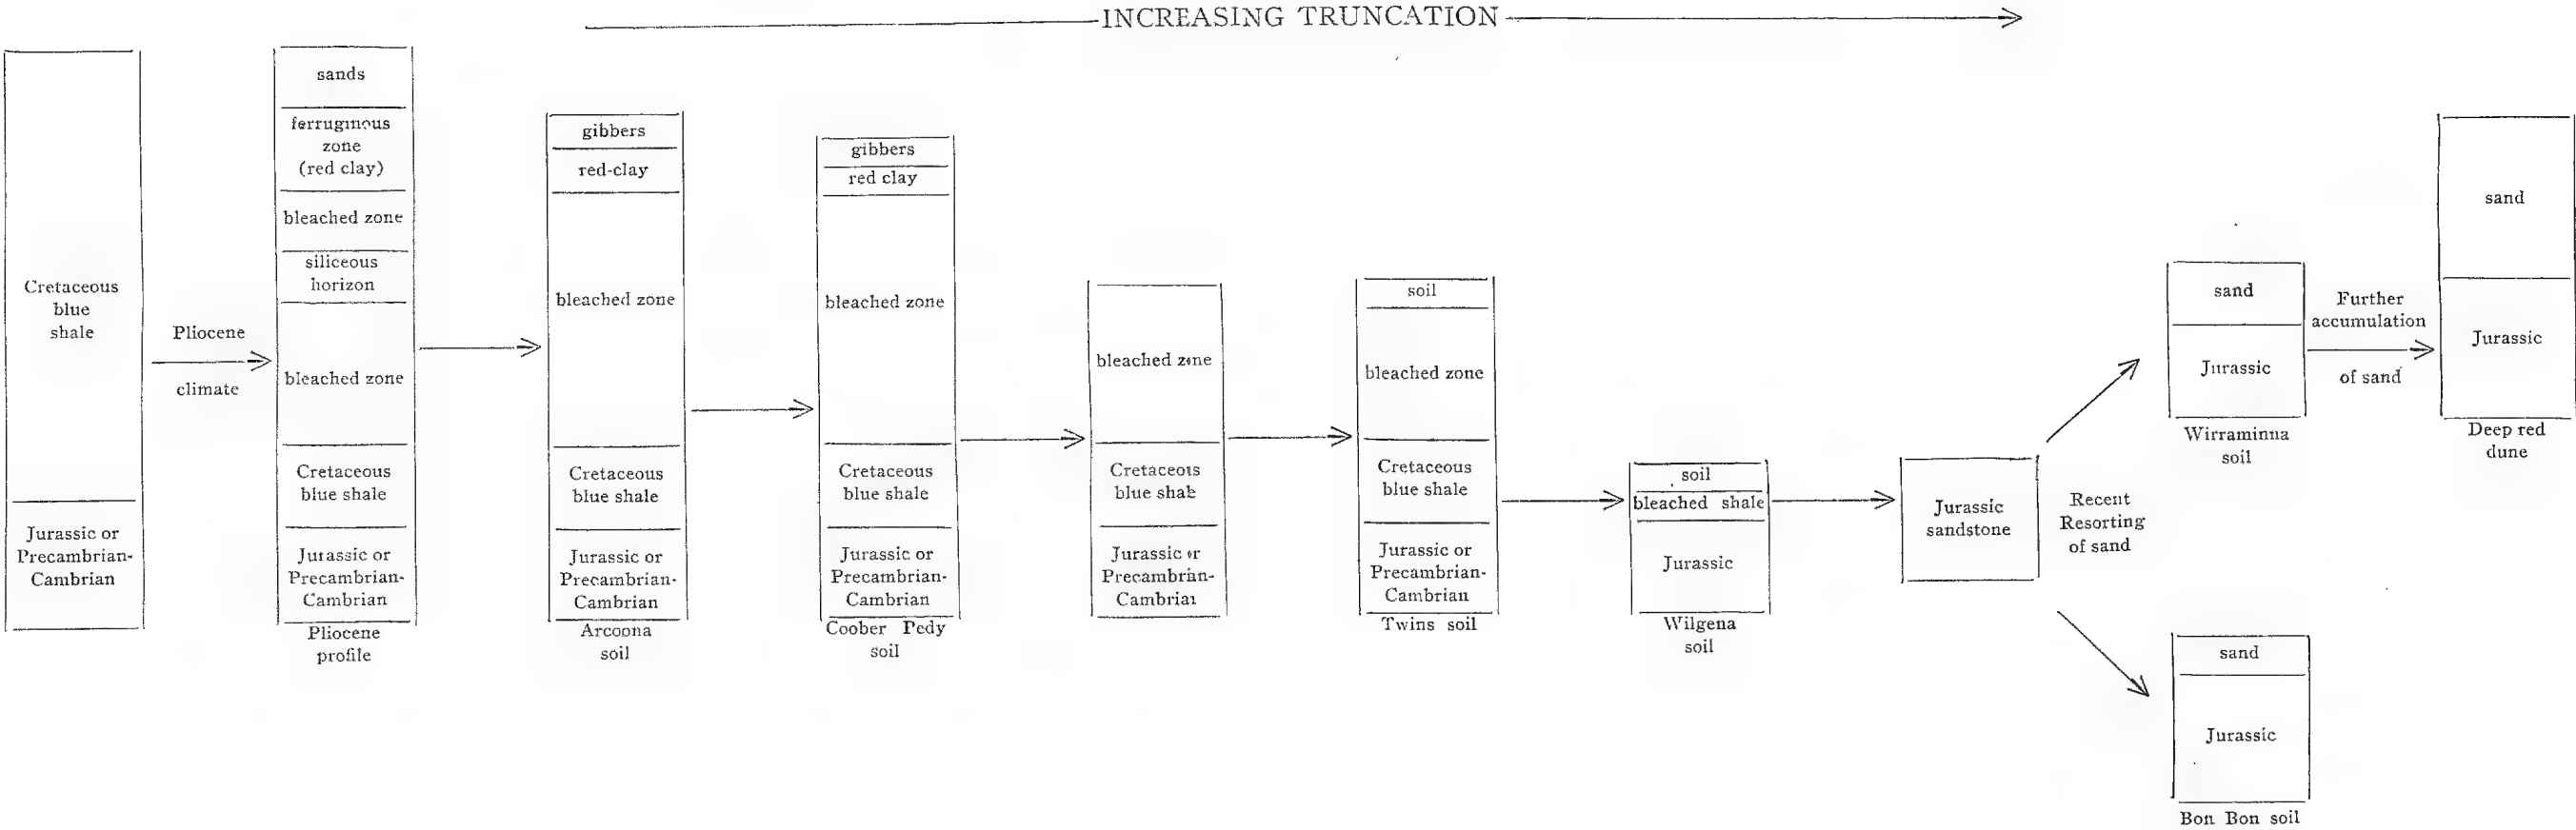 INCREASING TRUNCATION
Cretaceous
blue
shale
Jurassic or
Precambrian-
Cambrian
Pliocene
climate
sands
ferruginous
zone
(red clay)
bleached zone
siliceous
horizon
bleached zone
Cretaceous
blue shale
Jurassic or
Precambrian-
Cambrian
Pliocene
profile
gibbers
red-clay
bleached zone
Cretaceous
blue shale
Jurassic or
Precambrian-
Cambrian
Arcoona
soil
gibbers
red clay
bleached zone
Cretaceous
blue shale
Jurassic or
Precambrian-
Cambrian
Coober Pedy
soil
bleached zone
Cretaceous
blue shale
Jurassic or
Precambrian-
Cambrian
soil
bleached zone
Cretaceous
blue shale
Jurassic or
Precambrian-
Cambrian
Twins soil
soil
bleached shale
Jurassic
Wilgena
soil
Jurassic
sandstone
Recent
Resorting
of sand
sand
Jurassic
Wirraminna
soil
Further
accumulation
of sand
sand
Jurassic
Deep red
dune
sand
Jurassic
Bon Bon soil